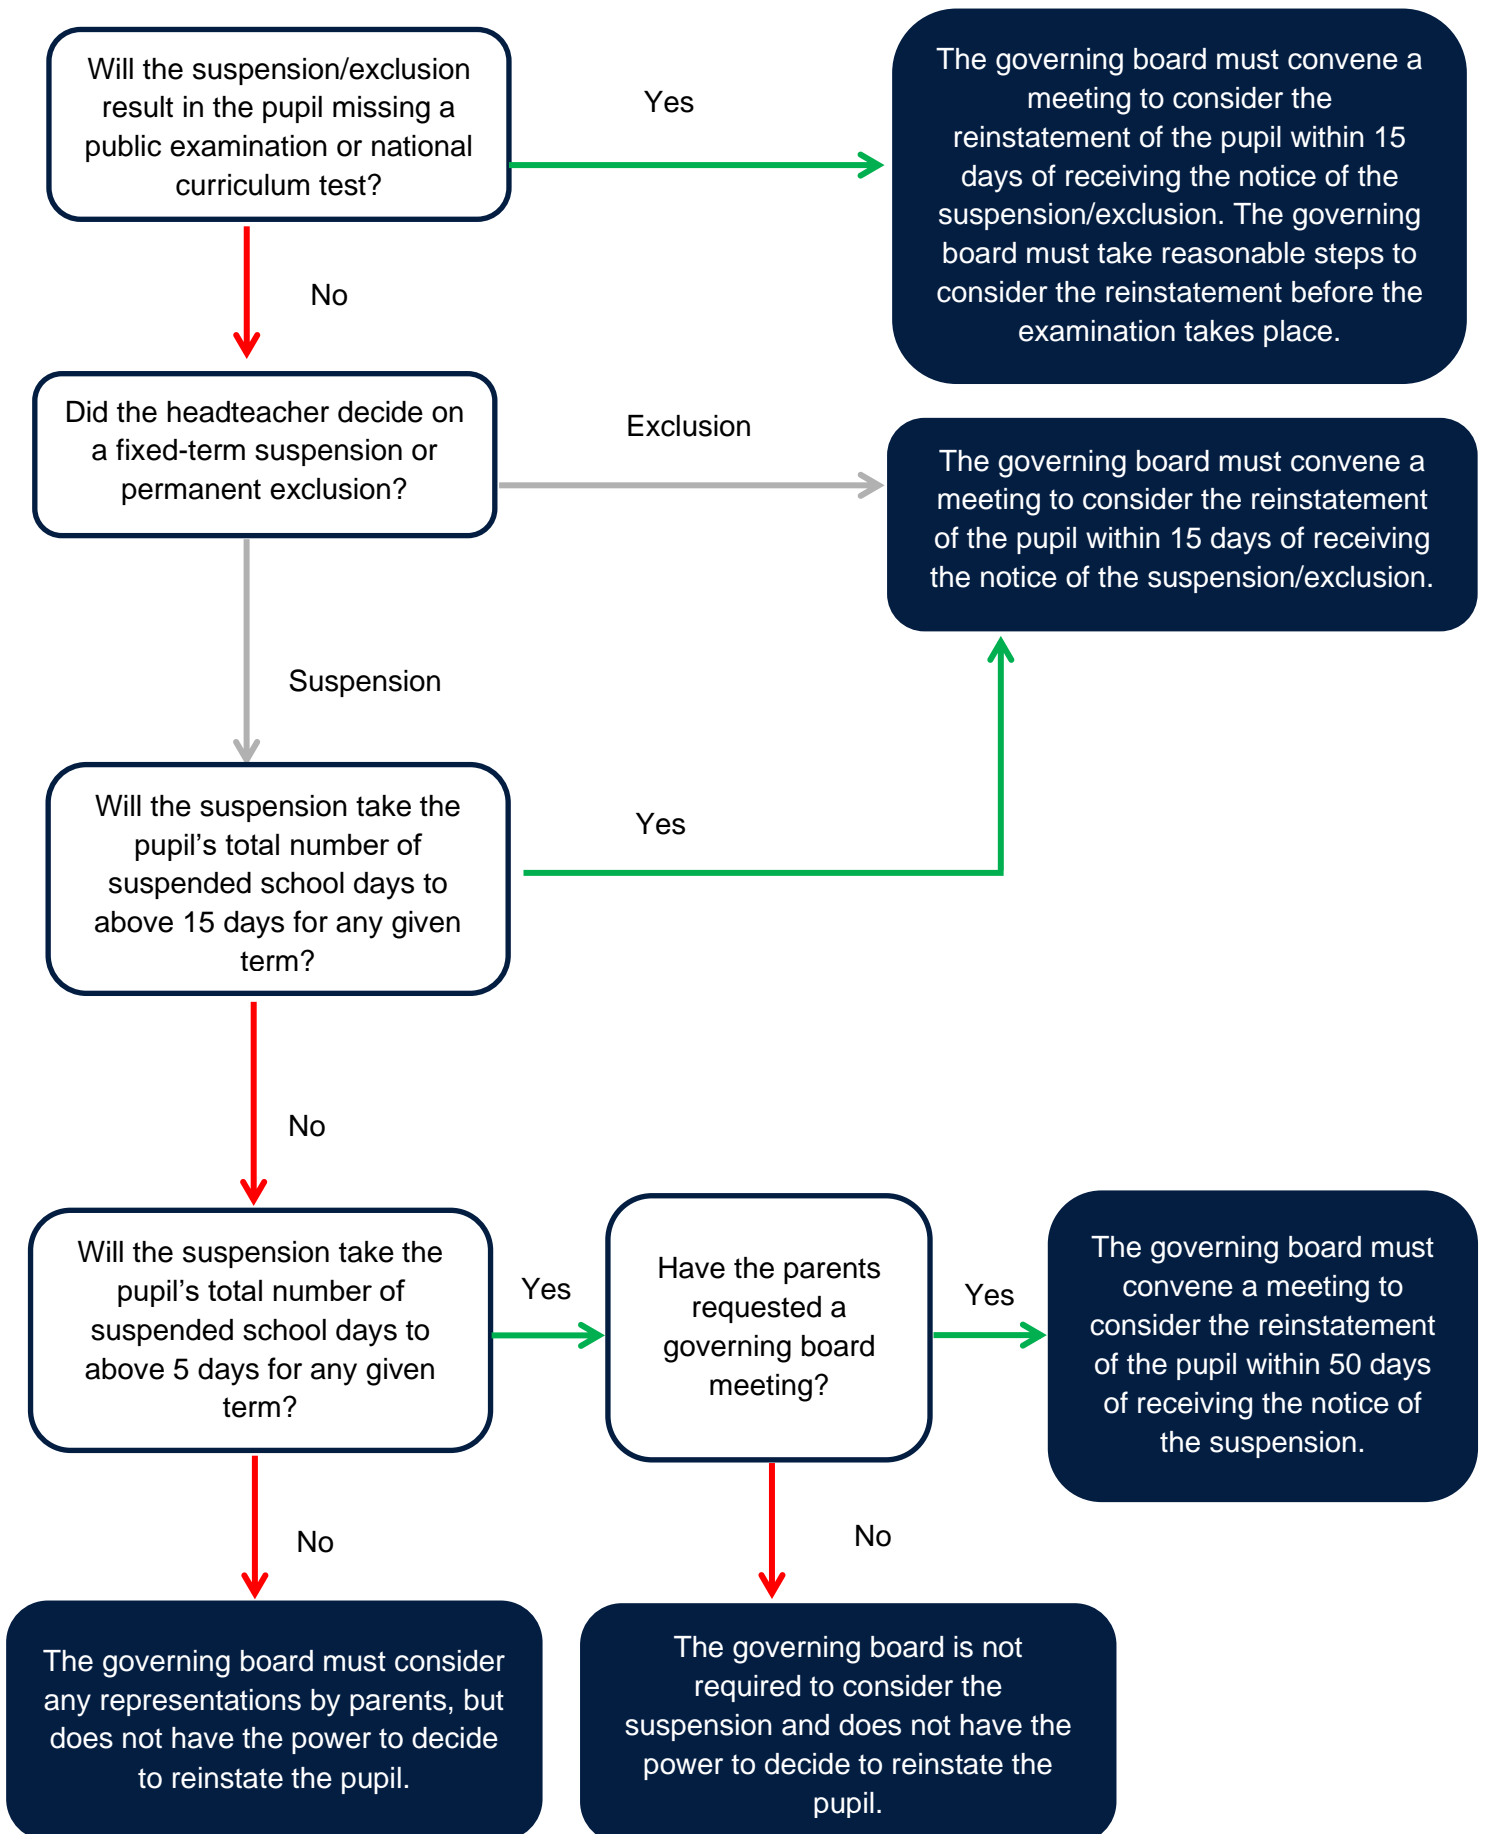 Will the suspension/exclusion
result in the pupil missing a
public examination or national
curriculum test?
Yes
The governing board must convene a
meeting to consider the
reinstatement of the pupil within 15
days of receiving the notice of the
suspension/exclusion. The governing
board must take reasonable steps to
consider the reinstatement before the
examination takes place.
No
Did the headteacher decide on
a fixed-term suspension or
permanent exclusion?
Exclusion
The governing board must convene a
meeting to consider the reinstatement
of the pupil within 15 days of receiving
the notice of the suspension/exclusion.
Suspension
Will the suspension take the
pupil’s total number of
suspended school days to
above 15 days for any given
term?
Yes
No
Will the suspension take the
pupil’s total number of
suspended school days to
above 5 days for any given
term?
Yes
Have the parents
requested a
governing board
meeting?
Yes
The governing board must
convene a meeting to
consider the reinstatement
of the pupil within 50 days
of receiving the notice of
the suspension.
No
No
The governing board must consider
any representations by parents, but
does not have the power to decide
to reinstate the pupil.
The governing board is not
required to consider the
suspension and does not have the
power to decide to reinstate the
pupil.